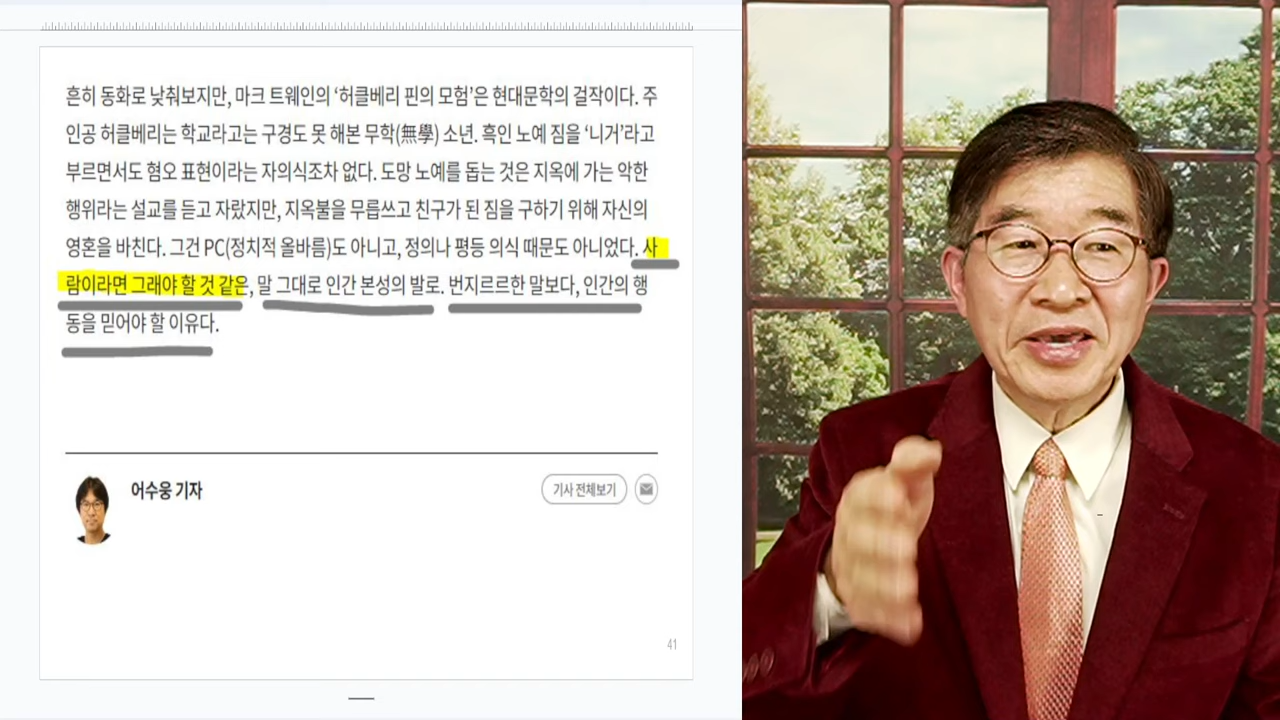 흔히 동화로 낮춰보지만, 마크 트웨인의 ‘허클베리 핀의 모험’은 현대문학의 걸작이다. 주
인공 허클베리는 학교라고는 구경도 못 해본 무학(無學) 소년. 흑인 노예 짐을 ‘니거’라고
부르면서도 혐오 표현이라는 자의식조차 없다. 도망 노예를 돕는 것은 지옥에 가는 악한
행위라는 설교를 듣고 자랐지만, 지옥불을 무릅쓰고 친구가 된 짐을 구하기 위해 자신의
영혼을 바친다. 그건 PC(정치적 올바름)도 아니고, 정의나 평등 의식 때문도 아니었다. 사
람이라면 그래야 할 것 같은, 말 그대로 인간 본성의 발로. 번지르르한 말보다, 인간의 행
동을 믿어야 할 이유다.
어수웅 기자
기사 전체보기
41